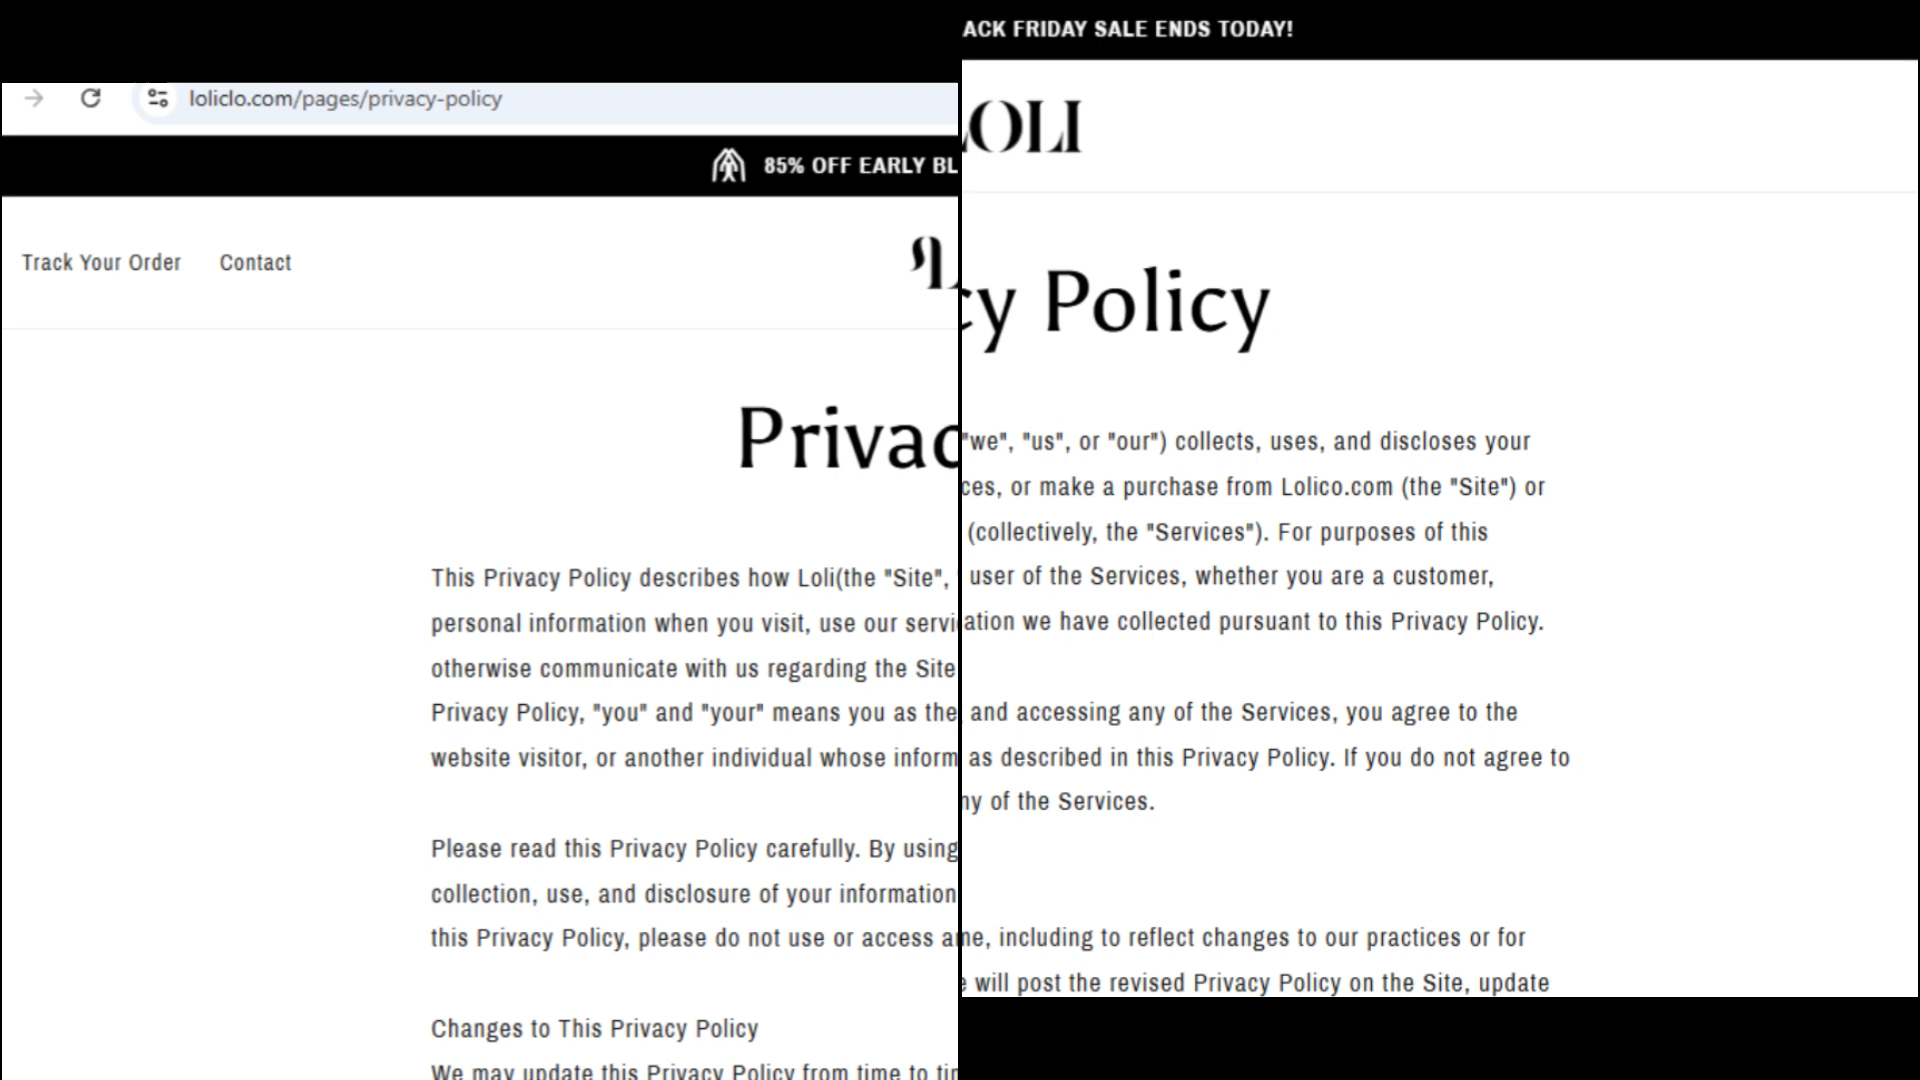 loliclo.com/pages/privacy-policy
85% OFF EARLY BL
Track Your Order Contact
Privac
This Privacy Policy describes how Loli(the "Site",
personal information when you visit, use our servi
otherwise communicate with us regarding the Site
Privacy Policy, "you" and "your" means you as the
website visitor, or another individual whose inform
Please read this Privacy Policy carefully. By using
collection, use, and disclosure of your information
this Privacy Policy, please do not use or access a
Changes to This Privacy Policy
We may update this Privacy Policy from time to tim
ACK FRIDAY SALE ENDS TODAY!
LOLI
cy Policy
"we", "us", or "our") collects, uses, and discloses your
ces, or make a purchase from Lolico.com (the "Site") or
(collectively, the "Services"). For purposes of this
user of the Services, whether you are a customer,
ation we have collected pursuant to this Privacy Policy.
and accessing any of the Services, you agree to the
as described in this Privacy Policy. If you do not agree to
ny of the Services.
me, including to reflect changes to our practices or for
e will post the revised Privacy Policy on the Site, update